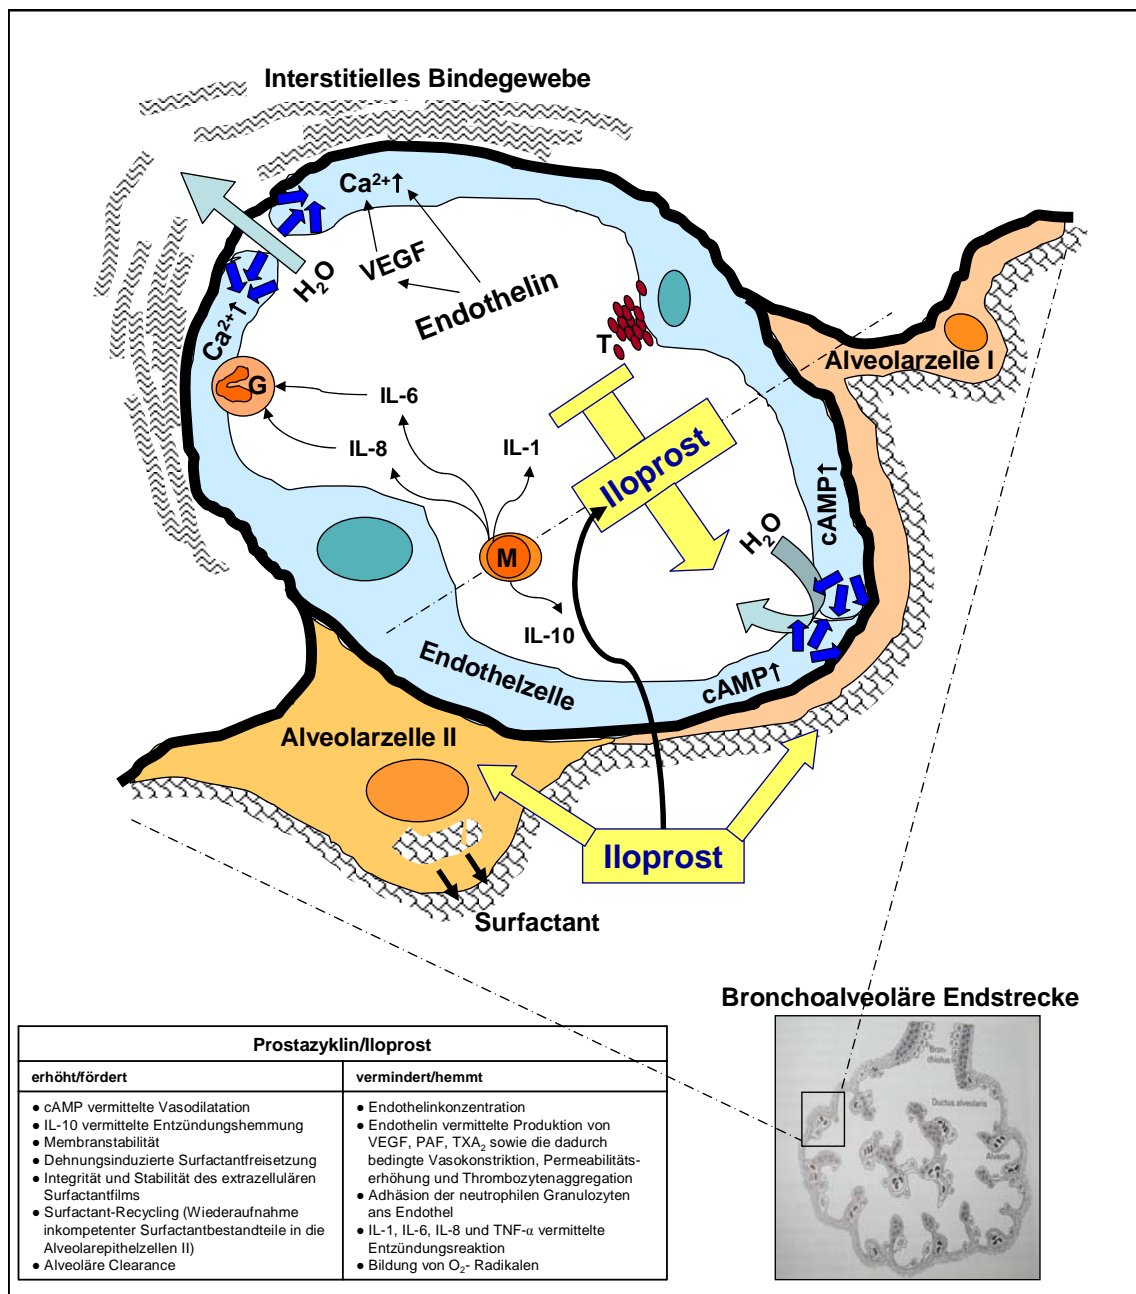 Interstitielles Bindegewebe
Ca²⁺↑
VEGF
H₂O
Endothelin
Ca²⁺↑
T
Alveolarzelle I
G
IL-6
IL-8
IL-1
Iloprost
cAMP↑
H₂O
M
IL-10
Endothelzelle
cAMP↑
Alveolarzelle II
Iloprost
Surfactant
Bronchoalveoläre Endstrecke
Bron-
chiolus
Ductus alveolaris
Alveole
Prostazyklin/Iloprost
erhöht/fördert
● cAMP vermittelte Vasodilatation
● IL-10 vermittelte Entzündungshemmung
● Membranstabilität
● Dehnungsinduzierte Surfactantfreisetzung
● Integrität und Stabilität des extrazellulären
Surfactantfilms
● Surfactant-Recycling (Wiederaufnahme
inkompetenter Surfactantbestandteile in die
Alveolarepithelzellen II)
● Alveoläre Clearance
vermindert/hemmt
● Endothelinkonzentration
● Endothelin vermittelte Produktion von
VEGF, PAF, TXA₂ sowie die dadurch
bedingte Vasokonstriktion, Permeabilitäts-
erhöhung und Thrombozytenaggregation
● Adhäsion der neutrophilen Granulozyten
ans Endothel
● IL-1, IL-6, IL-8 und TNF-α vermittelte
Entzündungsreaktion
● Bildung von O₂- Radikalen